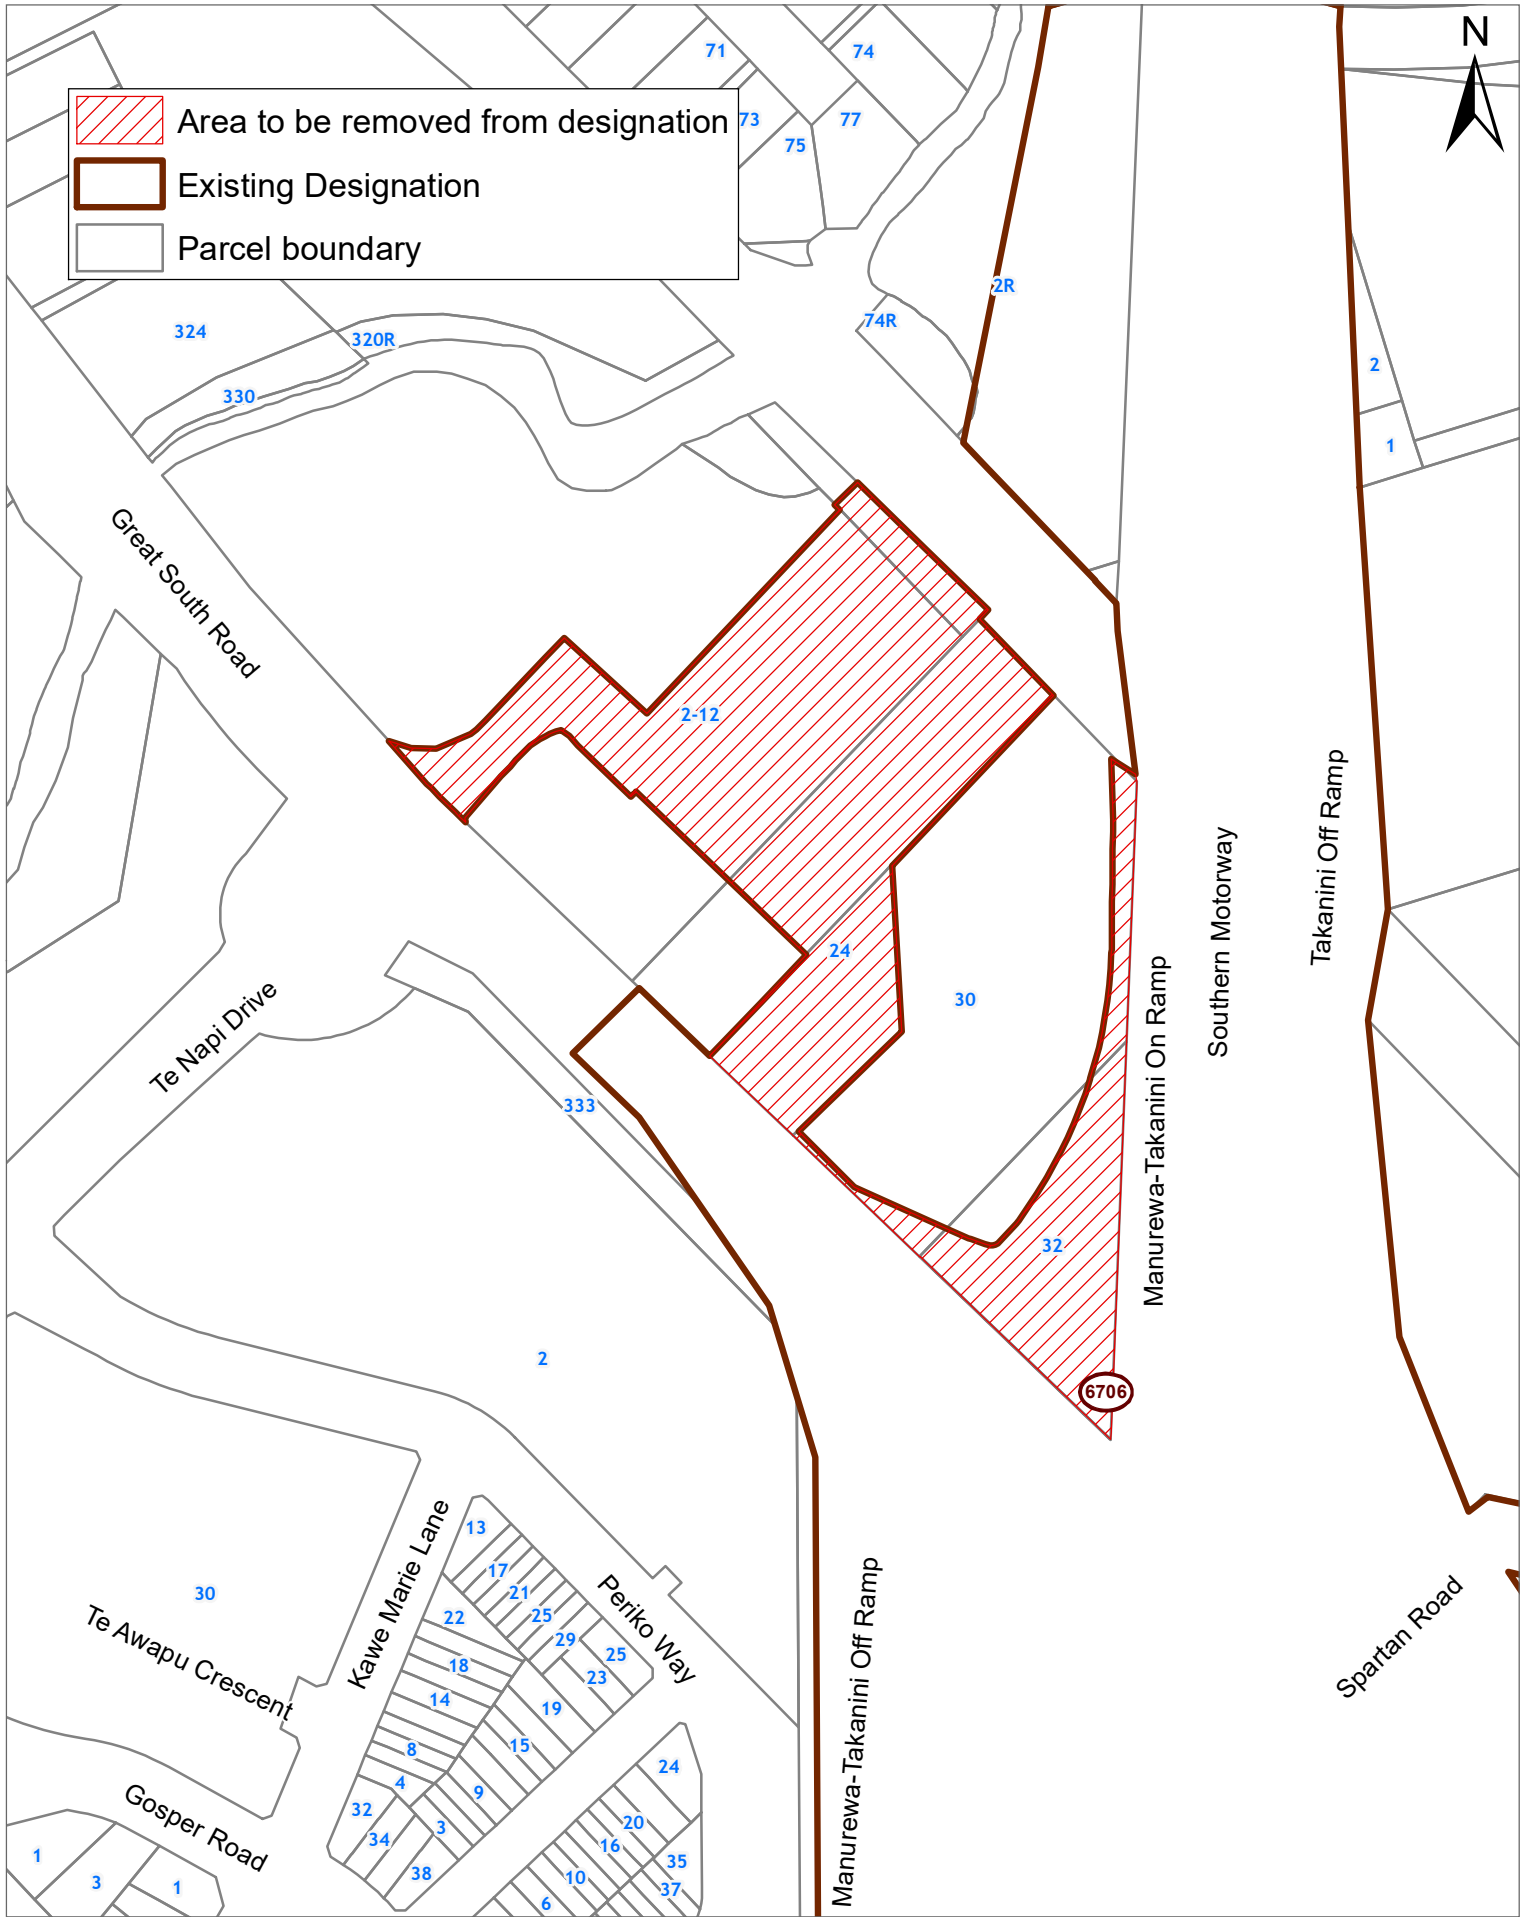 71
74
N
Area to be removed from designation
73
77
75
Existing Designation
Parcel boundary
2R
74R
324
320R
330
2
1
Great South Road
2-12
Takanini Off Ramp
Southern Motorway
24
30
Manurewa-Takanini On Ramp
Te Napi Drive
333
32
2
6706
13
17
21
25
29
25
23
22
18
14
8
4
19
15
9
3
32
34
38
Kawe Marie Lane
Periko Way
30
Te Awapu Crescent
Gosper Road
Manurewa-Takanini Off Ramp
Spartan Road
24
20
16
10
6
35
37
1
3
1